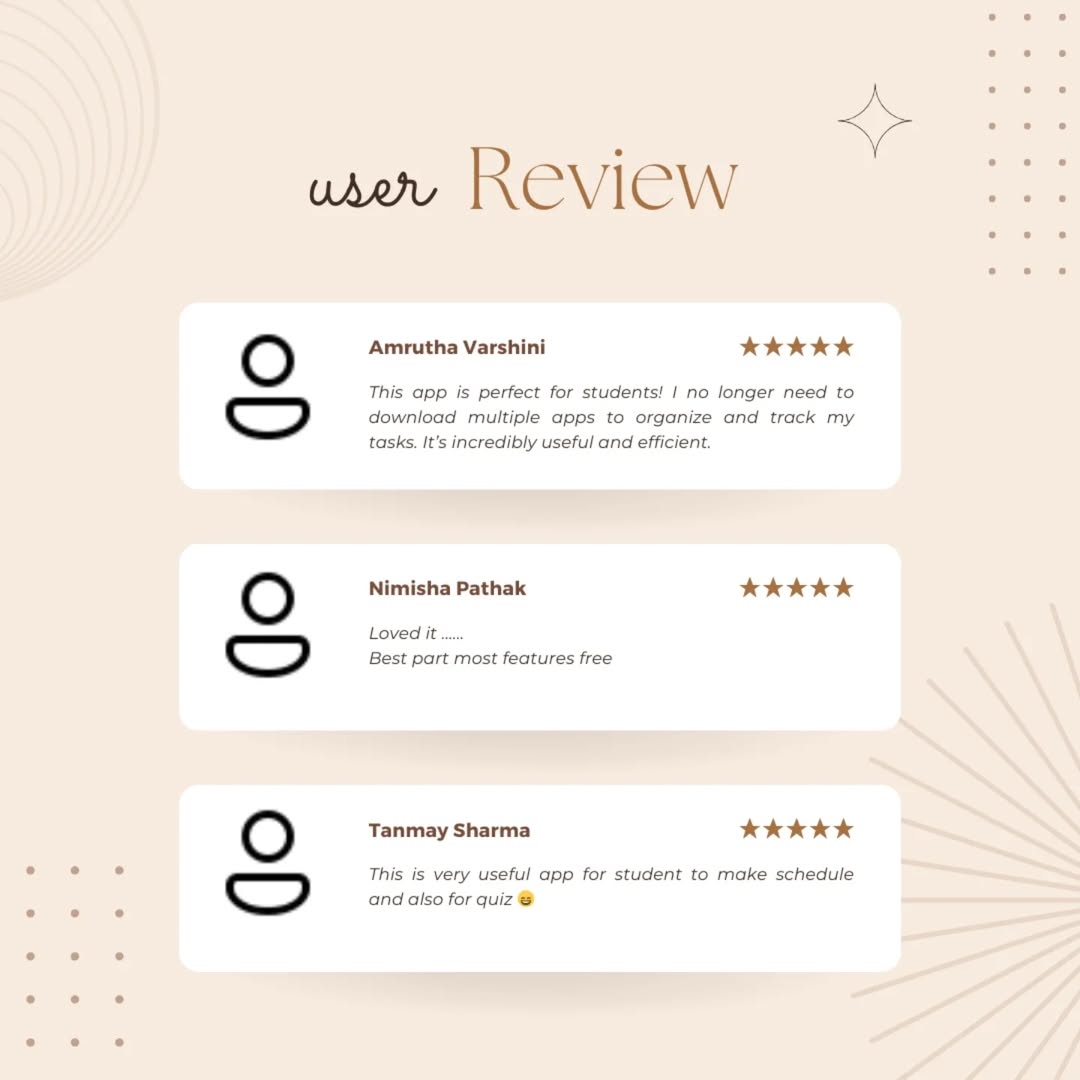 user Review
Amrutha Varshini ★★★★★
This app is perfect for students! I no longer need to
download multiple apps to organize and track my
tasks. It’s incredibly useful and efficient.
Nimisha Pathak ★★★★★
Loved it ......
Best part most features free
Tanmay Sharma ★★★★★
This is very useful app for student to make schedule
and also for quiz 😄